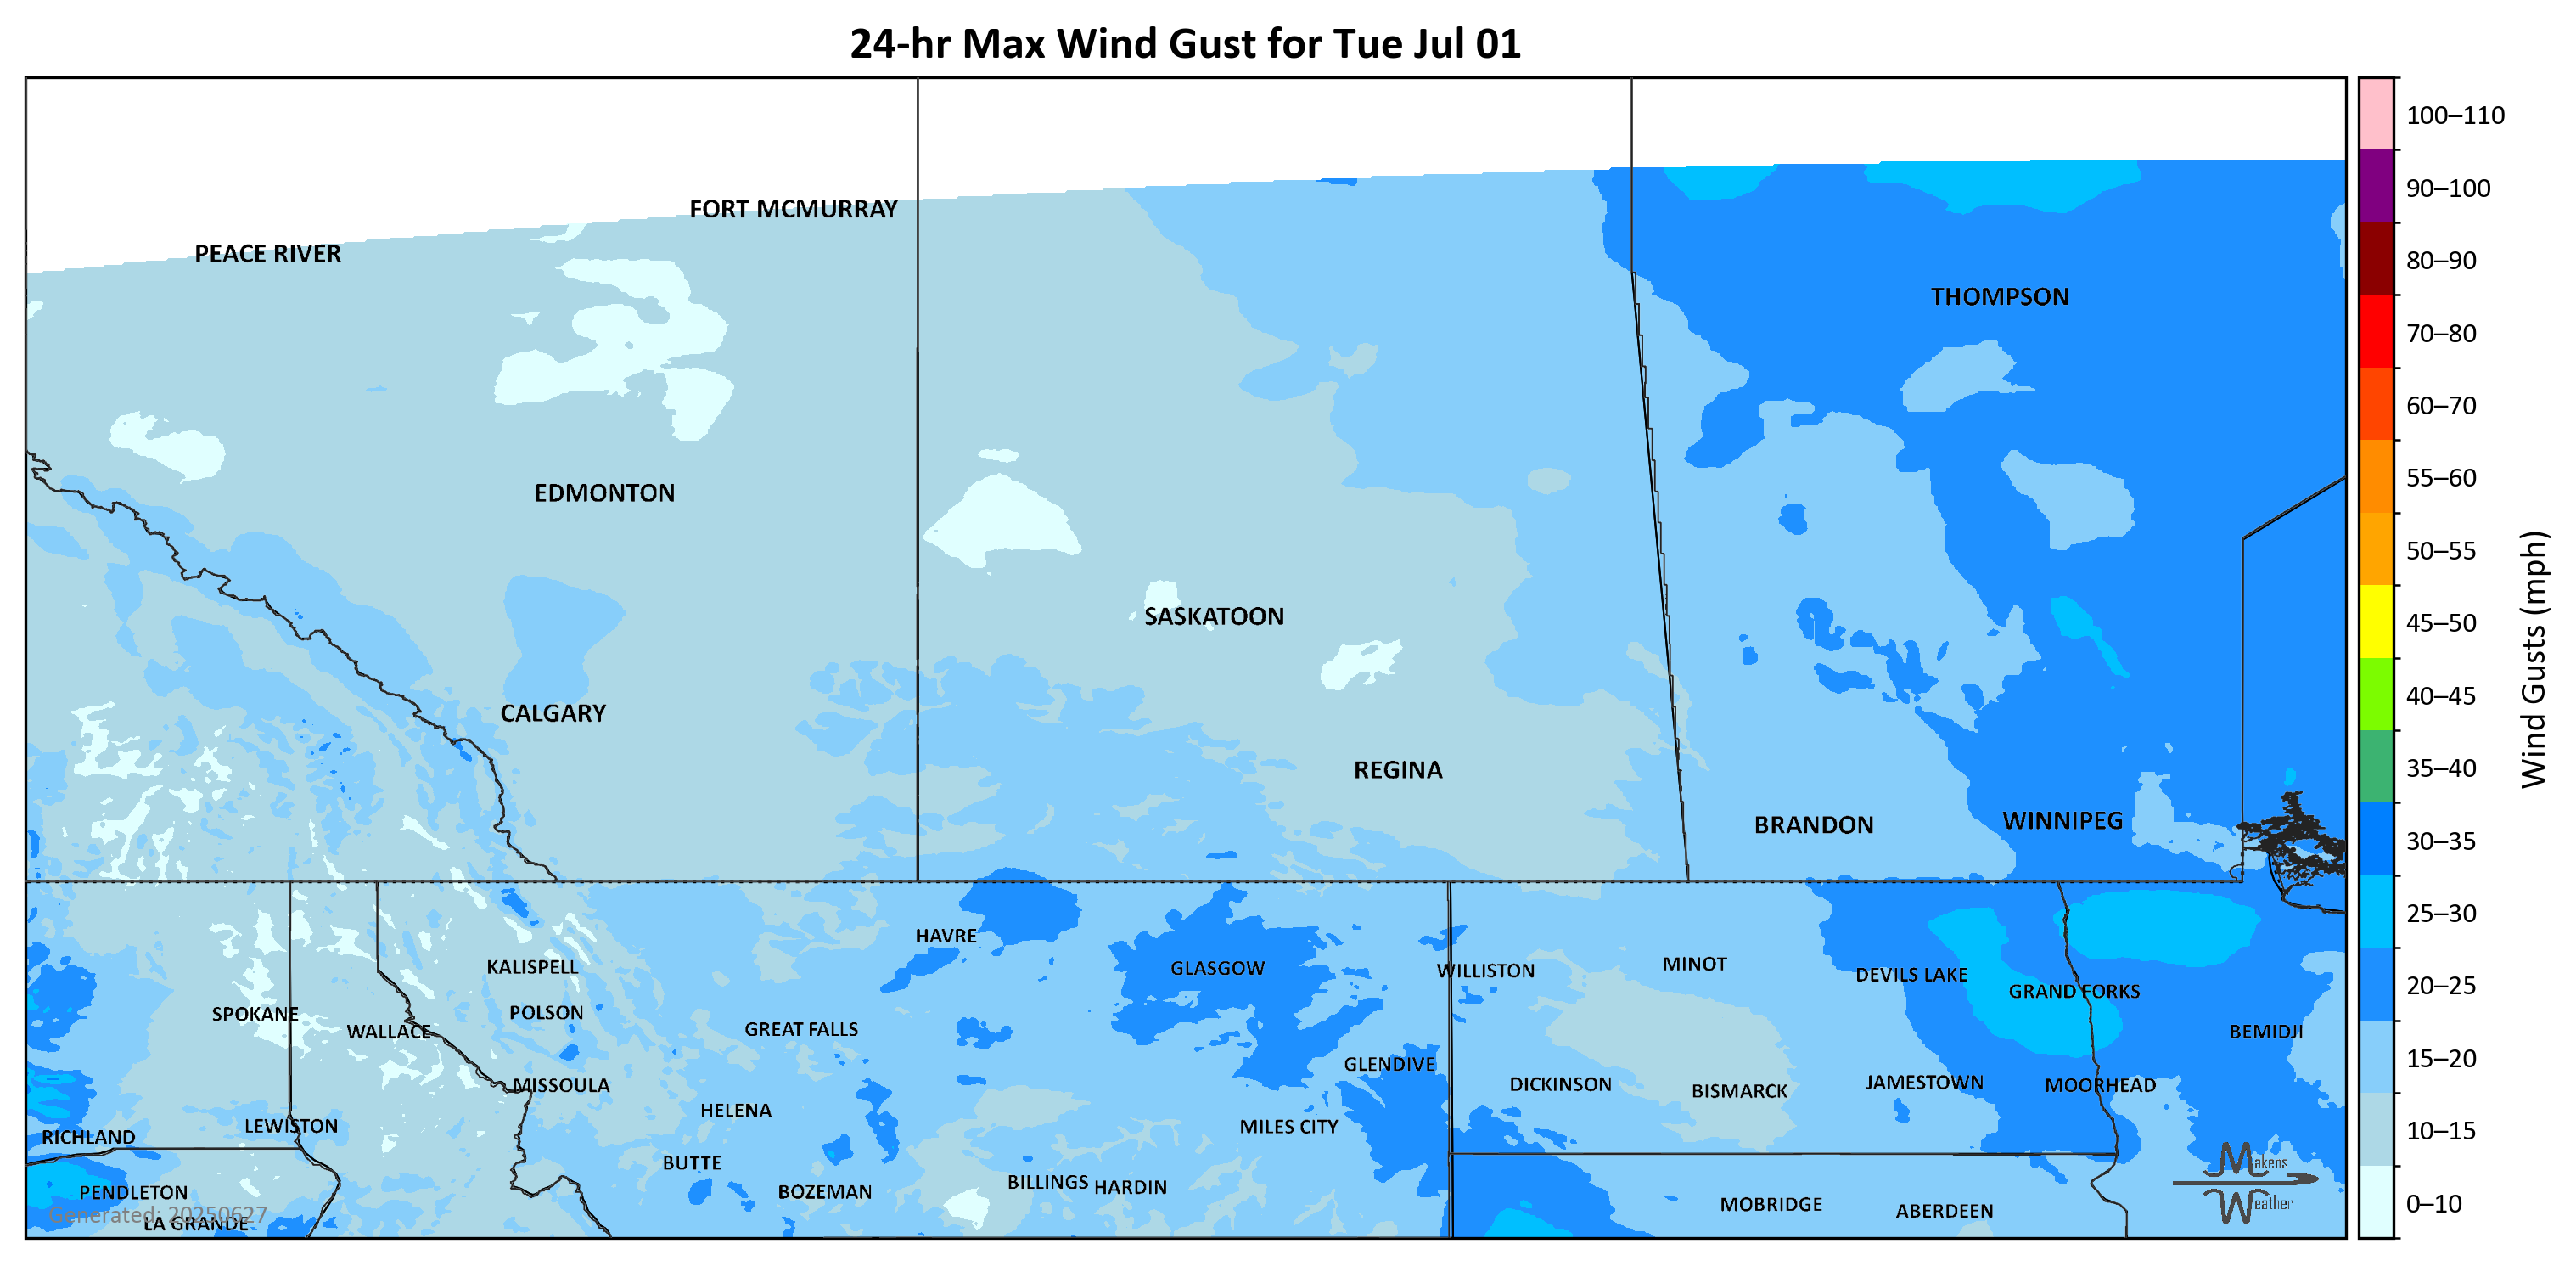 24-hr Max Wind Gust for Tue Jul 01
100–110
FORT MCMURRAY
90–100
PEACE RIVER
80–90
THOMPSON
70–80
60–70
55–60
EDMONTON
50–55
SASKATOON
45–50
Wind Gusts (mph)
40–45
CALGARY
REGINA
35–40
BRANDON
WINNIPEG
30–35
25–30
HAVRE
KALISPELL
GLASGOW
WILLISTON
MINOT
DEVILS LAKE
GRAND FORKS
20–25
SPOKANE
POLSON
WALLACE
GREAT FALLS
BEMIDJI
15–20
GLENDIVE
MISSOULA
DICKINSON
BISMARCK
JAMESTOWN
MOORHEAD
HELENA
LEWISTON
MILES CITY
10–15
RICHLAND
BUTTE
Makens
Weather
PENDLETON
BOZEMAN
BILLINGS
HARDIN
MOBRIDGE
ABERDEEN
0–10
Generated: 20250627
LA GRANDE